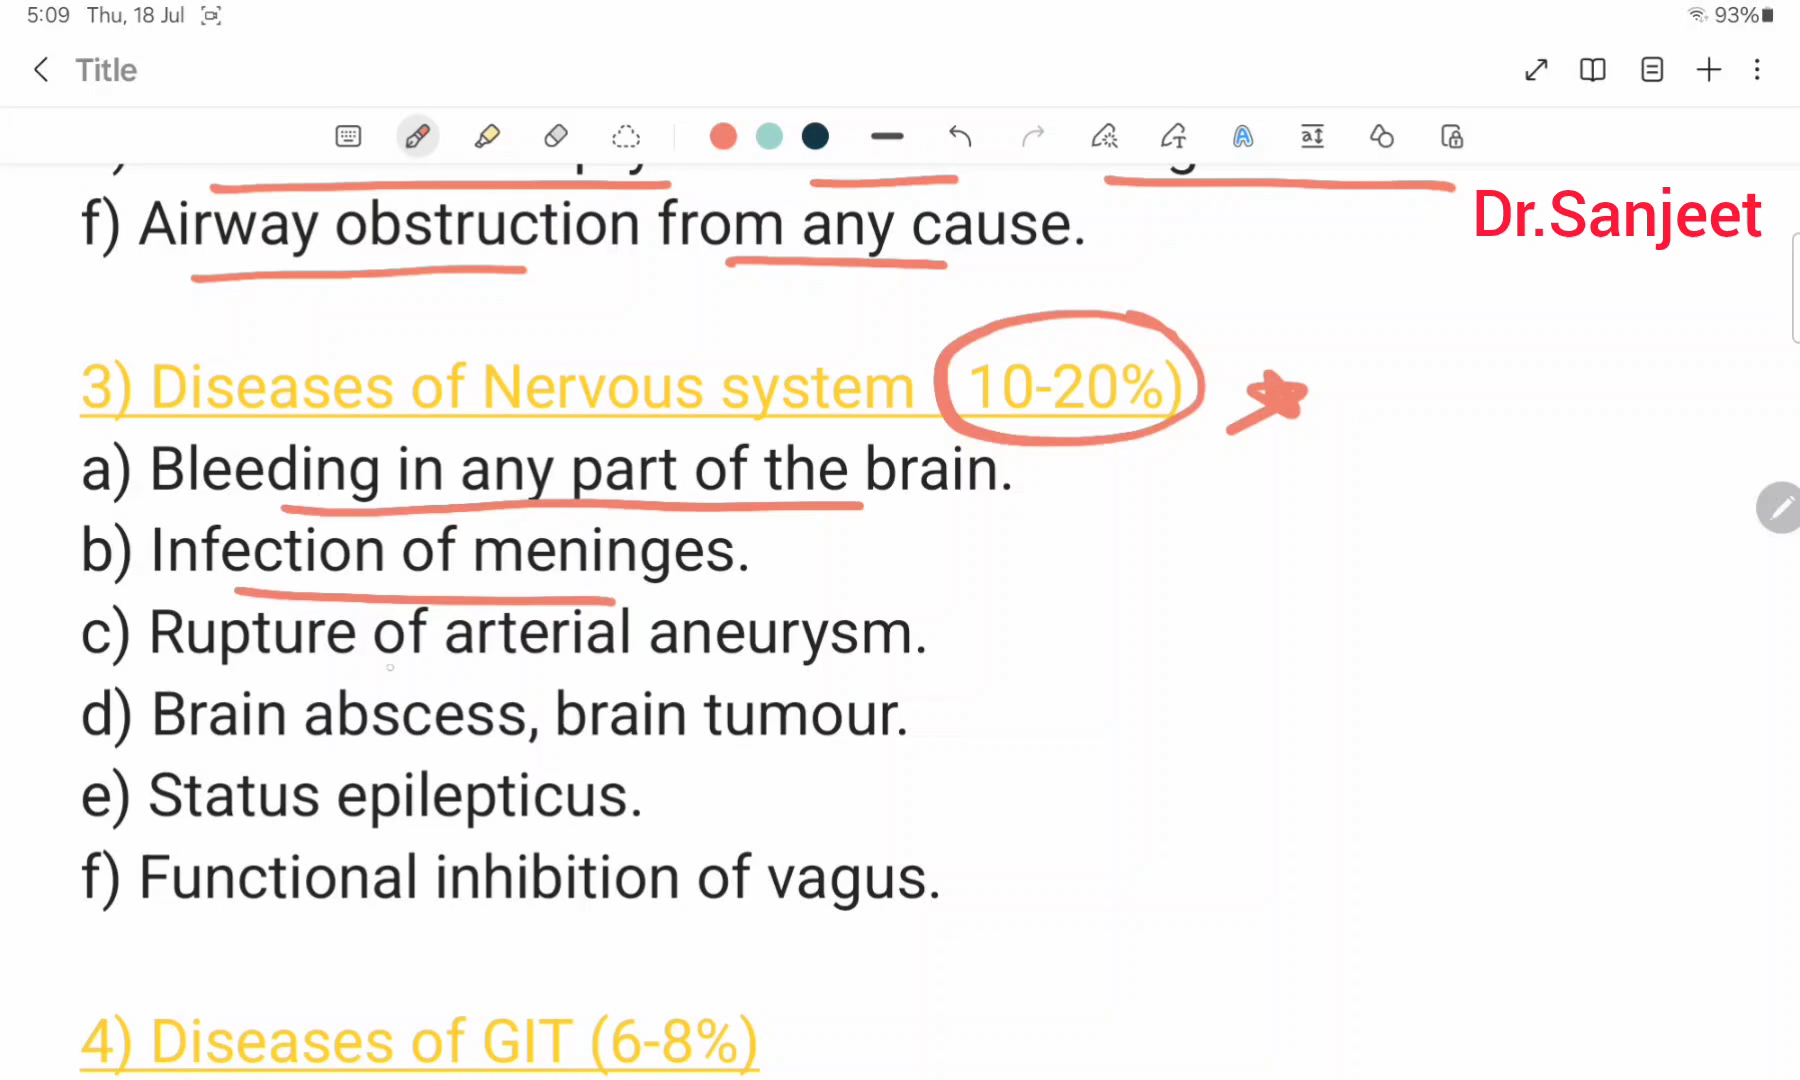 5:09 Thu, 18 Jul 93%
Title
f) Airway obstruction from any cause.
Dr.Sanjeet
3) Diseases of Nervous system 10-20%)
a) Bleeding in any part of the brain.
b) Infection of meninges.
c) Rupture of arterial aneurysm.
d) Brain abscess, brain tumour.
e) Status epilepticus.
f) Functional inhibition of vagus.
4) Diseases of GIT (6-8%)